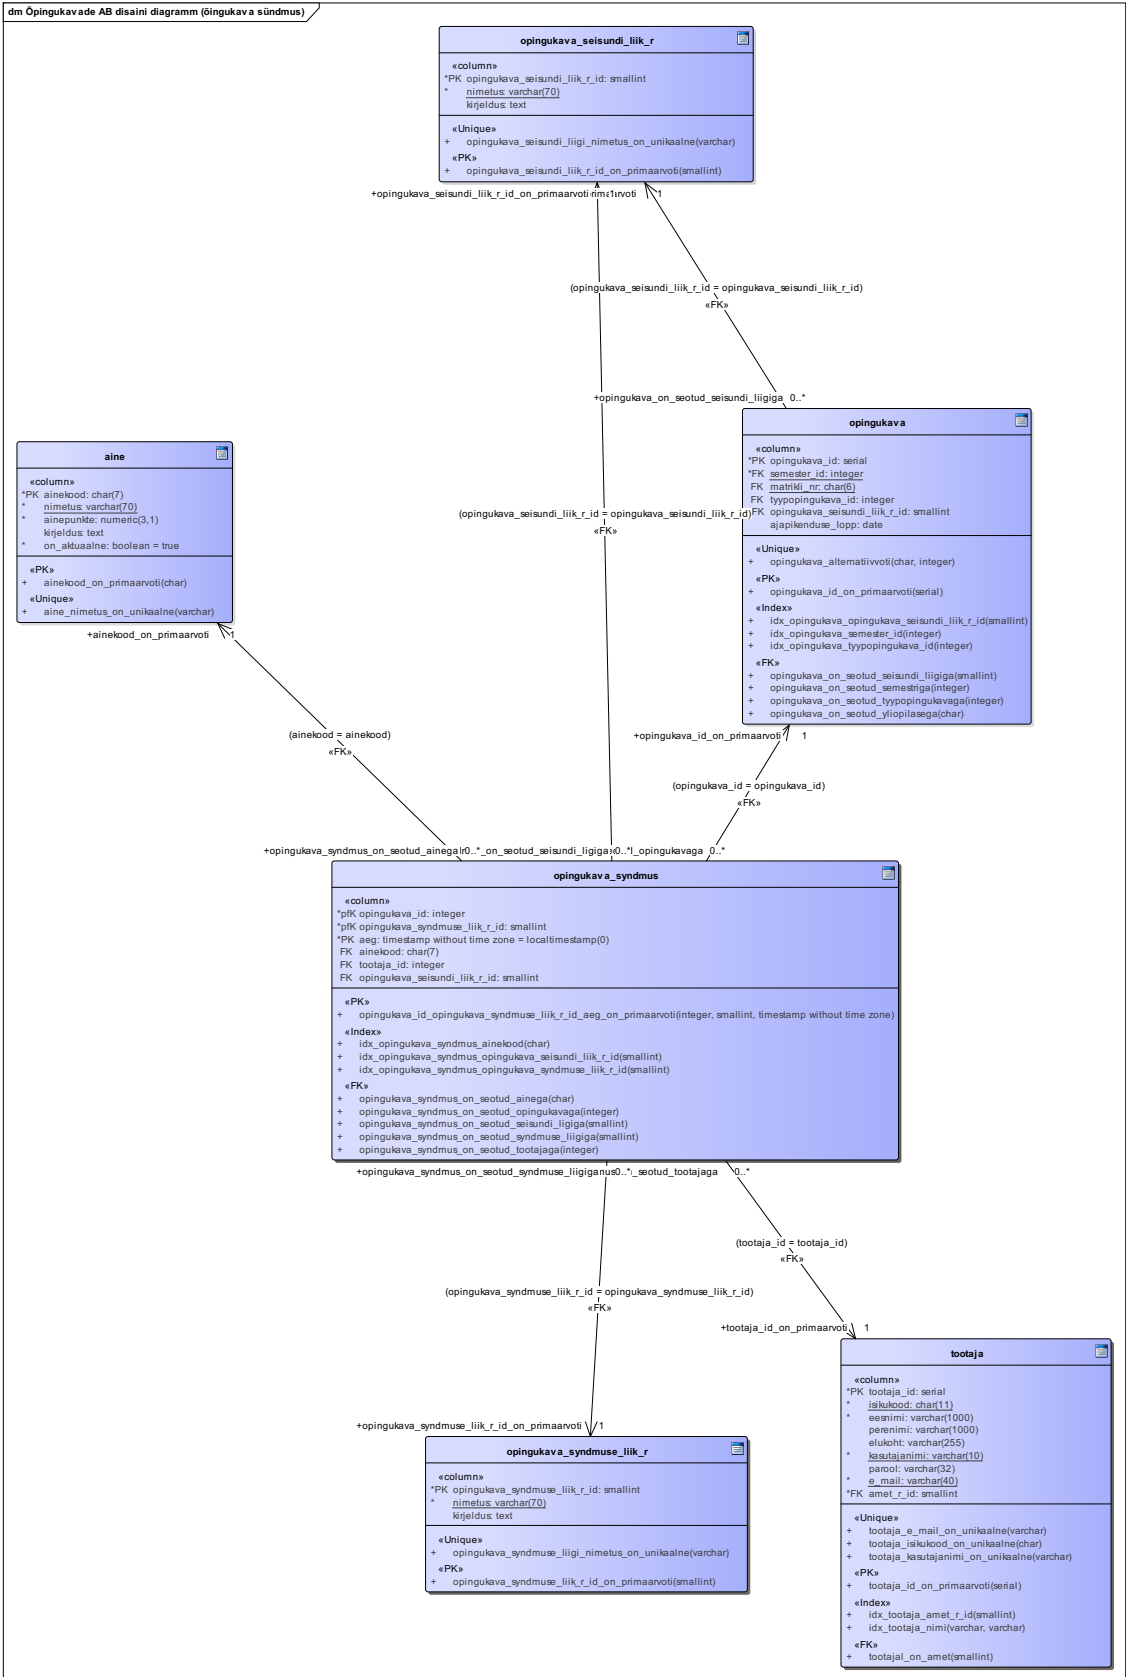 dm Õpingukavade AB disaini diagramm (õingukava sündmus)
opingukava_seisundi_liik_r
«column»
*PK opingukava_seisundi_liik_r_id: smallint
* nimetus: varchar(70)
kirjeldus: text
«Unique»
+ opingukava_seisundi_liigi_nimetus_on_unikaalne(varchar)
«PK»
+ opingukava_seisundi_liik_r_id_on_primaarvoti(smallint)
+opingukava_seisundi_liik_r_id_on_primaarvoti 1
1
(opingukava_seisundi_liik_r_id = opingukava_seisundi_liik_r_id)
«FK»
+opingukava_on_seotud_seisundi_liigiga 0..*
opingukava
«column»
*PK opingukava_id: serial
*FK semester_id: integer
FK matrikli_nr: char(6)
FK tyypopingukava_id: integer
FK opingukava_seisundi_liik_r_id: smallint
ajapikenduse_lopp: date
«Unique»
+ opingukava_alternatiivvoti(char, integer)
«PK»
+ opingukava_id_on_primaarvoti(serial)
«Index»
+ idx_opingukava_opingukava_seisundi_liik_r_id(smallint)
+ idx_opingukava_semester_id(integer)
+ idx_opingukava_tyypopingukava_id(integer)
«FK»
+ opingukava_on_seotud_seisundi_liigiga(smallint)
+ opingukava_on_seotud_semestriga(integer)
+ opingukava_on_seotud_tyypopingukavaga(integer)
+ opingukava_on_seotud_yliopilasega(char)
aine
«column»
*PK ainekood: char(7)
* nimetus: varchar(70)
* ainepunkte: numeric(3,1)
kirjeldus: text
* on_aktuaalne: boolean = true
«PK»
+ ainekood_on_primaarvoti(char)
«Unique»
+ aine_nimetus_on_unikaalne(varchar)
+ainekood_on_primaarvoti 1
(opingukava_seisundi_liik_r_id = opingukava_seisundi_liik_r_id)
«FK»
+opingukava_id_on_primaarvoti 1
(ainekood = ainekood)
«FK»
(opingukava_id = opingukava_id)
«FK»
+opingukava_syndmus_on_seotud_ainega 0..* _on_seotud_seisundi_ligiga 0..* l_opingukavaga 0..*
opingukava_syndmus
«column»
*pfK opingukava_id: integer
*pfK opingukava_syndmuse_liik_r_id: smallint
*PK aeg: timestamp without time zone = localtimestamp(0)
FK ainekood: char(7)
FK tootaja_id: integer
FK opingukava_seisundi_liik_r_id: smallint
«PK»
+ opingukava_id_opingukava_syndmuse_liik_r_id_aeg_on_primaarvoti(integer, smallint, timestamp without time zone)
«Index»
+ idx_opingukava_syndmus_ainekood(char)
+ idx_opingukava_syndmus_opingukava_seisundi_liik_r_id(smallint)
+ idx_opingukava_syndmus_opingukava_syndmuse_liik_r_id(smallint)
«FK»
+ opingukava_syndmus_on_seotud_ainega(char)
+ opingukava_syndmus_on_seotud_opingukavaga(integer)
+ opingukava_syndmus_on_seotud_seisundi_ligiga(smallint)
+ opingukava_syndmus_on_seotud_syndmuse_liigiga(smallint)
+ opingukava_syndmus_on_seotud_tootajaga(integer)
+opingukava_syndmus_on_seotud_syndmuse_liigiga 0..* _seotud_tootajaga 0..*
(tootaja_id = tootaja_id)
«FK»
(opingukava_syndmuse_liik_r_id = opingukava_syndmuse_liik_r_id)
«FK»
+tootaja_id_on_primaarvoti 1
+opingukava_syndmuse_liik_r_id_on_primaarvoti 1
opingukava_syndmuse_liik_r
«column»
*PK opingukava_syndmuse_liik_r_id: smallint
* nimetus: varchar(70)
kirjeldus: text
«Unique»
+ opingukava_syndmuse_liigi_nimetus_on_unikaalne(varchar)
«PK»
+ opingukava_syndmuse_liik_r_id_on_primaarvoti(smallint)
tootaja
«column»
*PK tootaja_id: serial
* isikukood: char(11)
* eesnimi: varchar(1000)
perenimi: varchar(1000)
elukoht: varchar(255)
* kasutajanimi: varchar(10)
parool: varchar(32)
* e_mail: varchar(40)
*FK amet_r_id: smallint
«Unique»
+ tootaja_e_mail_on_unikaalne(varchar)
+ tootaja_isikukood_on_unikaalne(char)
+ tootaja_kasutajanimi_on_unikaalne(varchar)
«PK»
+ tootaja_id_on_primaarvoti(serial)
«Index»
+ idx_tootaja_amet_r_id(smallint)
+ idx_tootaja_nimi(varchar, varchar)
«FK»
+ tootajal_on_amet(smallint)